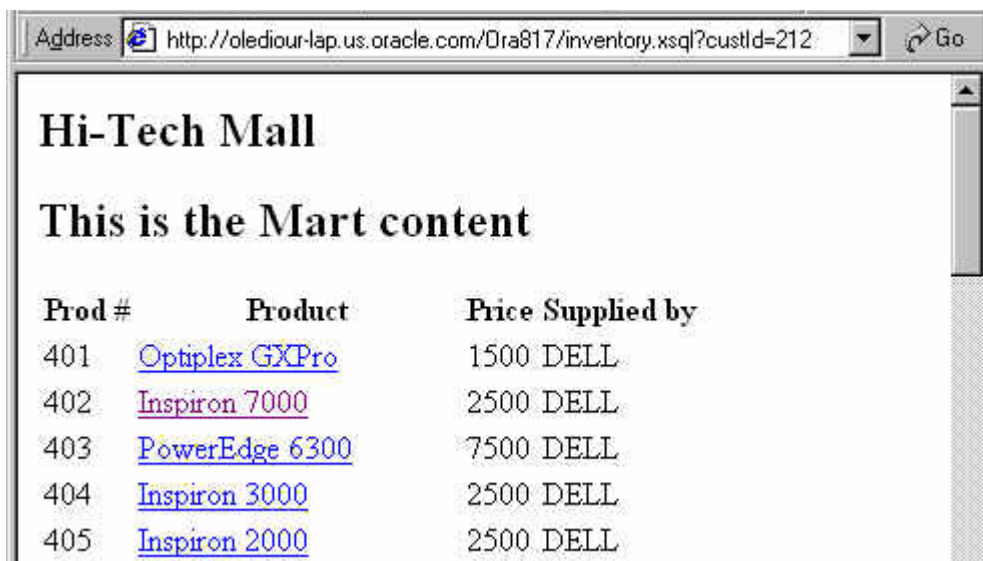 Address http://olediour-lap.us.oracle.com/Ora817/inventory.xsql?custId=212 Go
Hi-Tech Mall
This is the Mart content
Prod # Product Price Supplied by
401 Optiplex GXPro 1500 DELL
402 Inspiron 7000 2500 DELL
403 PowerEdge 6300 7500 DELL
404 Inspiron 3000 2500 DELL
405 Inspiron 2000 2500 DELL